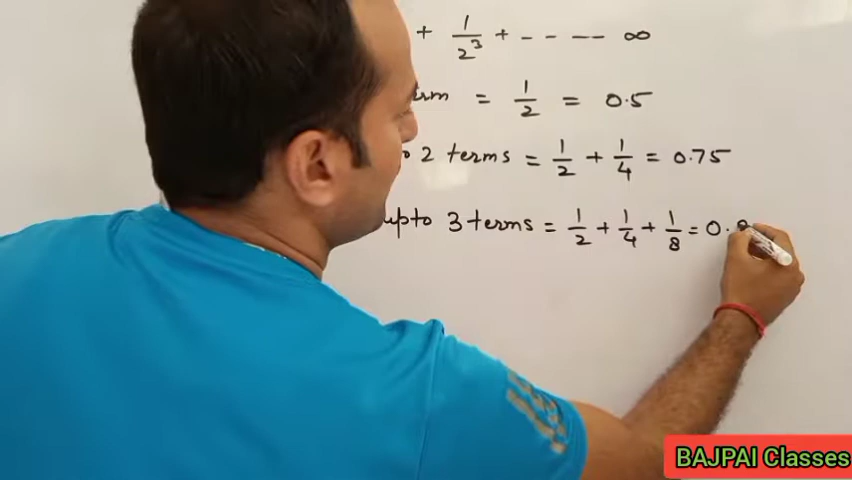 + 1/2³ + - - - - ∞
= 1/2 = 0.5
2 terms = 1/2 + 1/4 = 0.75
upto 3 terms = 1/2 + 1/4 + 1/8 = 0.8
BAJPAI Classes